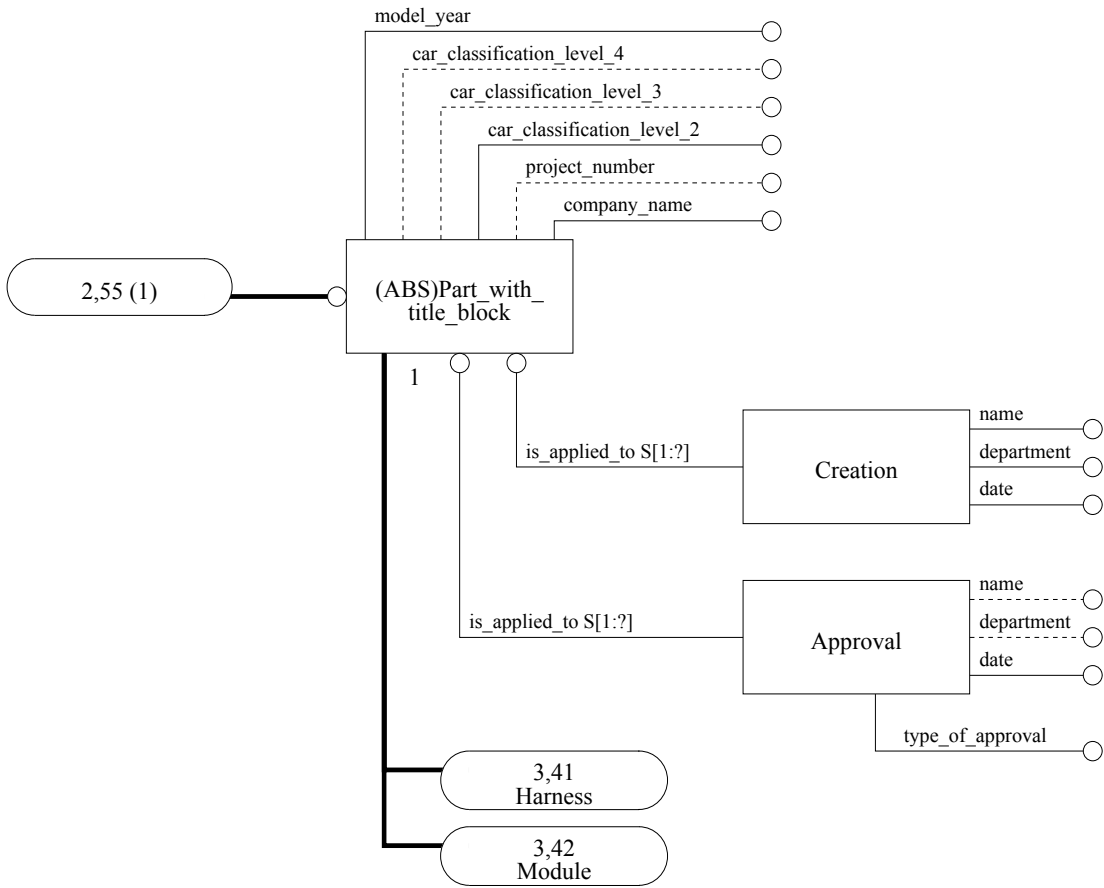 model_year
car_classification_level_4
car_classification_level_3
car_classification_level_2
project_number
company_name
2,55 (1)
(ABS)Part_with_
title_block
1
name
is_applied_to S[1:?]
department
Creation
date
name
is_applied_to S[1:?]
department
Approval
date
type_of_approval
3,41
Harness
3,42
Module